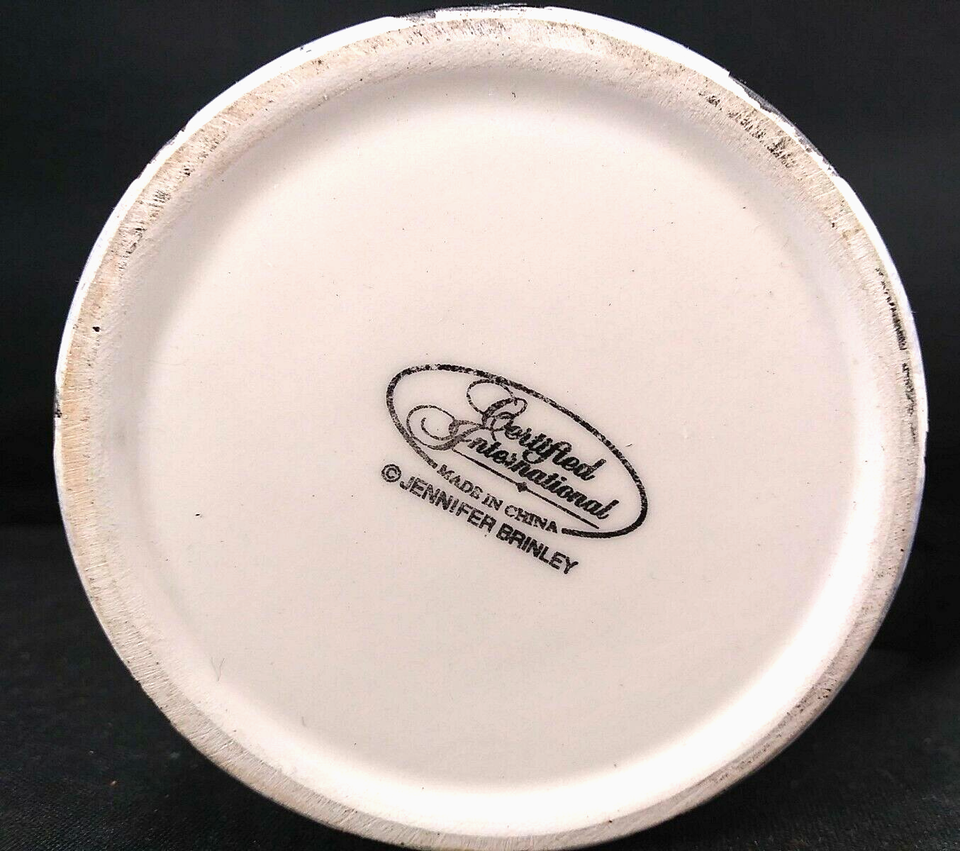 Certified
International
MADE IN CHINA
© JENNIFER BRINLEY